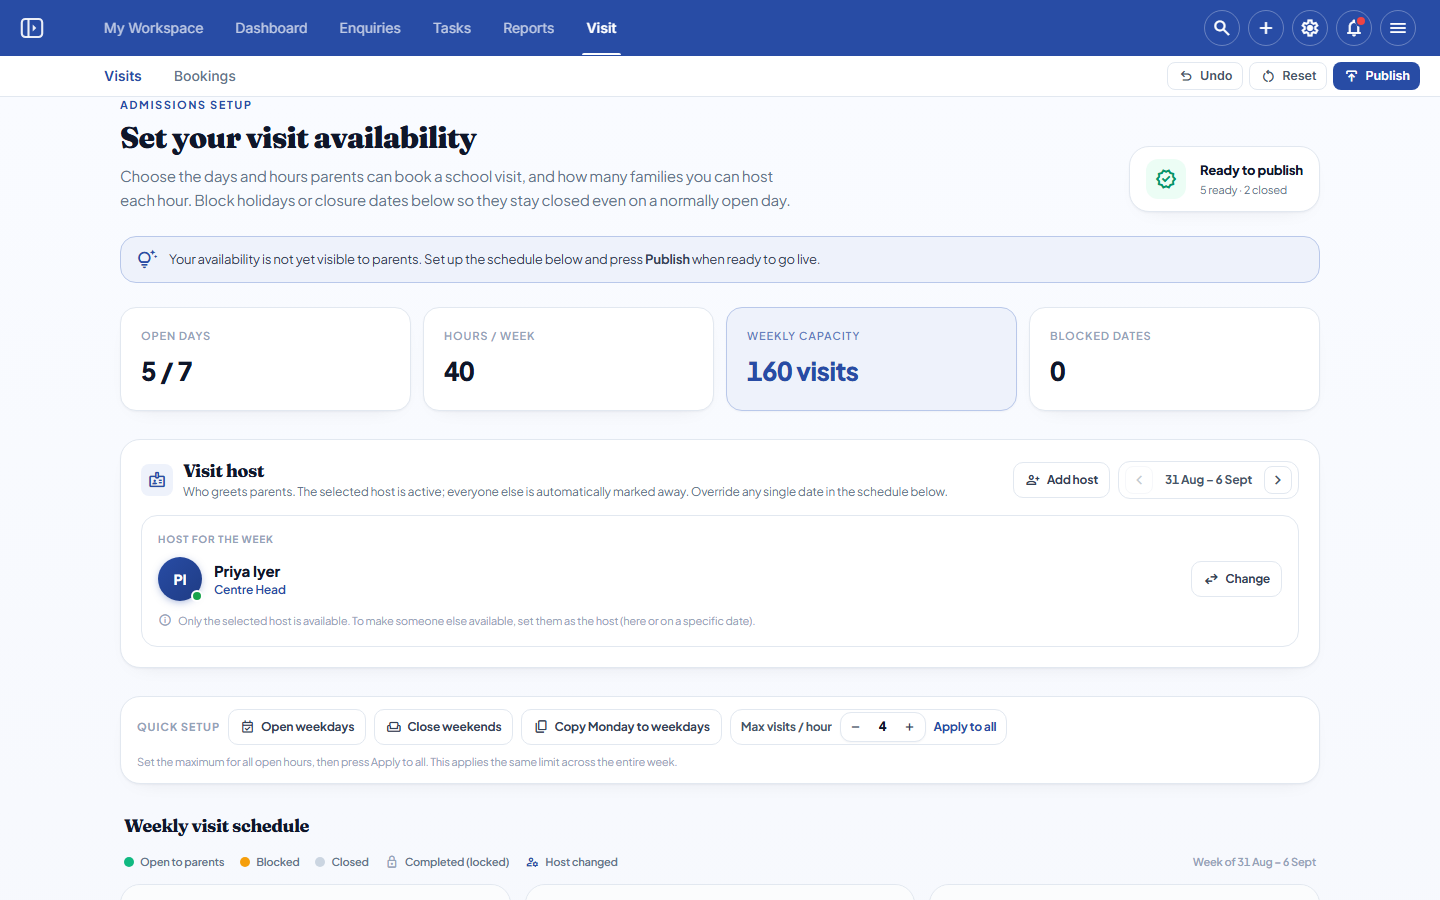 My Workspace
Dashboard
Enquiries
Tasks
Reports
Visit
Visits
Bookings
Undo
Reset
Publish
ADMISSIONS SETUP
Set your visit availability
Choose the days and hours parents can book a school visit, and how many families you can host
each hour. Block holidays or closure dates below so they stay closed even on a normally open day.
Ready to publish
5 ready · 2 closed
Your availability is not yet visible to parents. Set up the schedule below and press Publish when ready to go live.
OPEN DAYS
5 / 7
HOURS / WEEK
40
WEEKLY CAPACITY
160 visits
BLOCKED DATES
0
Visit host
Who greets parents. The selected host is active; everyone else is automatically marked away. Override any single date in the schedule below.
Add host
31 Aug – 6 Sept
HOST FOR THE WEEK
PI
Priya Iyer
Centre Head
Change
Only the selected host is available. To make someone else available, set them as the host (here or on a specific date).
QUICK SETUP
Open weekdays
Close weekends
Copy Monday to weekdays
Max visits / hour
− 4 +
Apply to all
Set the maximum for all open hours, then press Apply to all. This applies the same limit across the entire week.
Weekly visit schedule
Open to parents
Blocked
Closed
Completed (locked)
Host changed
Week of 31 Aug – 6 Sept